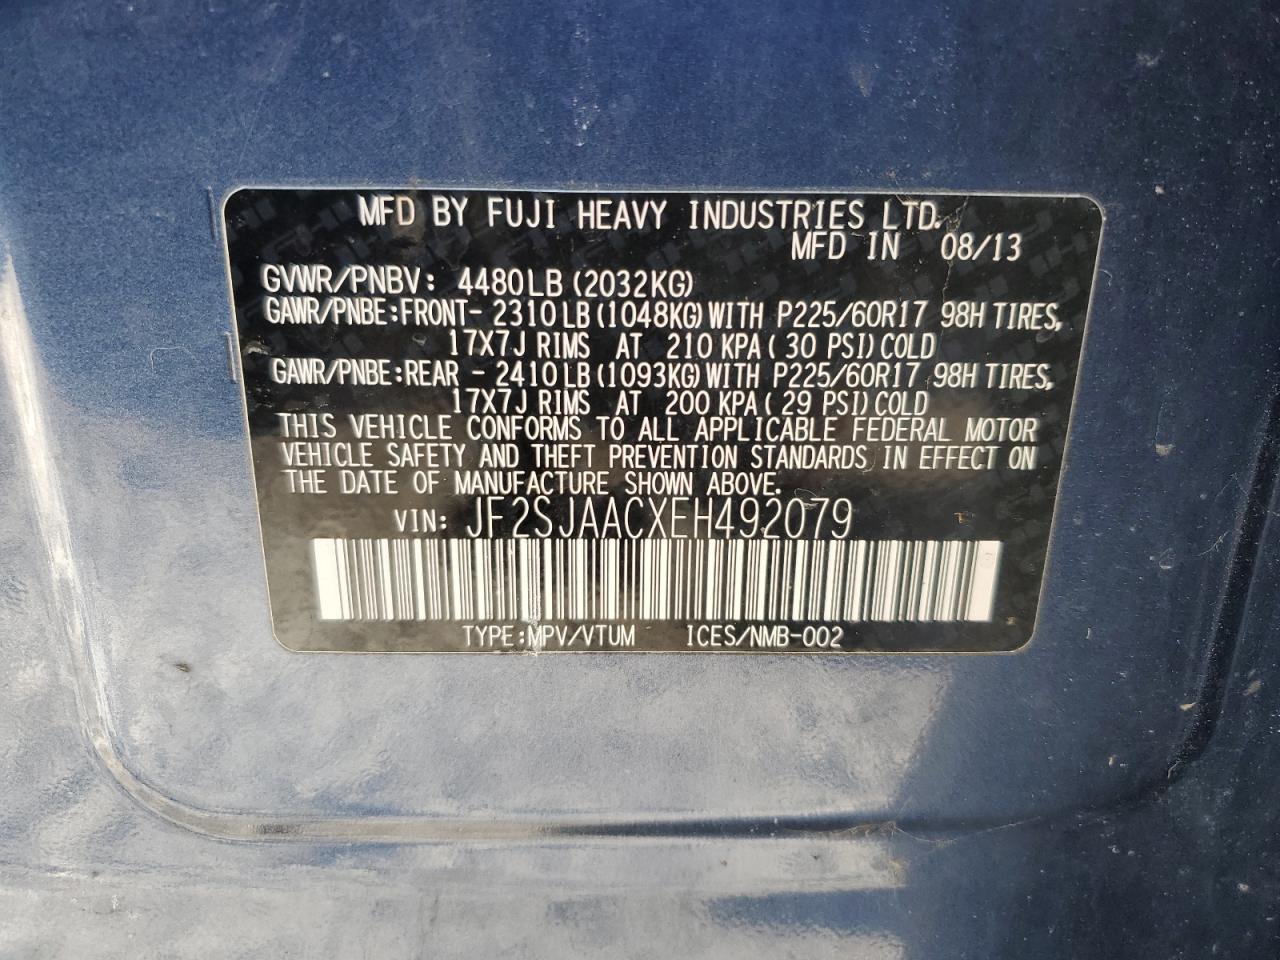 MFD BY FUJI HEAVY INDUSTRIES LTD.
MFD IN 08/13
GVWR/PNBV: 4480LB (2032KG)
GAWR/PNBE:FRONT- 2310LB (1048KG) WITH P225/60R17 98H TIRES,
17X7J RIMS AT 210 KPA ( 30 PSI) COLD
GAWR/PNBE:REAR - 2410LB (1093KG) WITH P225/60R17 98H TIRES,
17X7J RIMS AT 200 KPA ( 29 PSI) COLD
THIS VEHICLE CONFORMS TO ALL APPLICABLE FEDERAL MOTOR
VEHICLE SAFETY AND THEFT PREVENTION STANDARDS IN EFFECT ON
THE DATE OF MANUFACTURE SHOWN ABOVE.
VIN: JF2SJAACXEH492079
TYPE:MPV/VTUM ICES/NMB-002